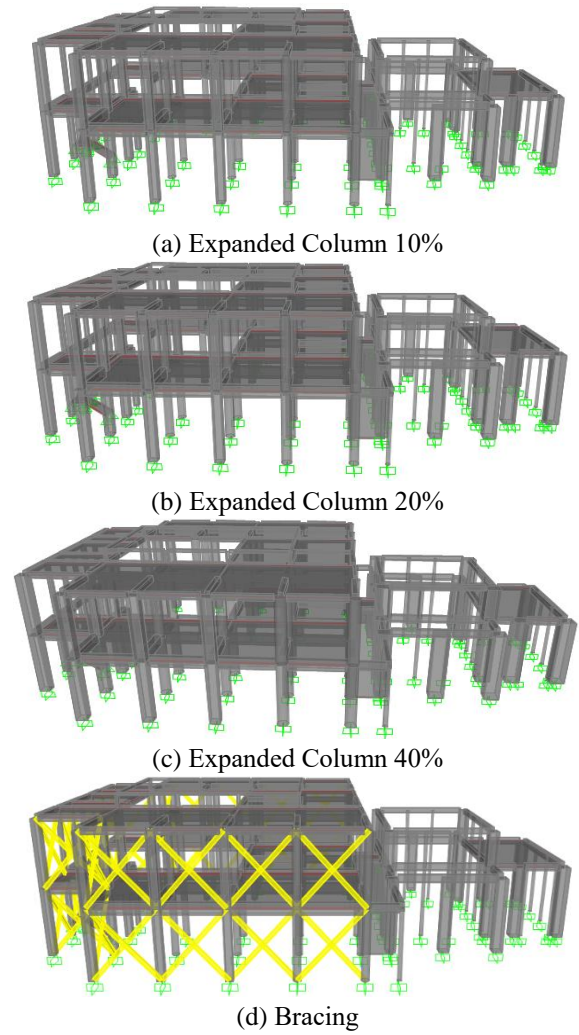 (a) Expanded Column 10%
(b) Expanded Column 20%
(c) Expanded Column 40%
(d) Bracing